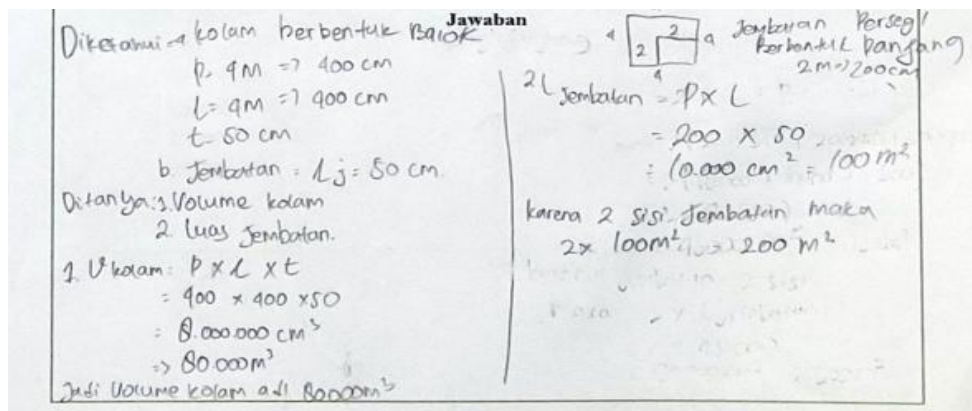 Jawaban
Diketahui → kolam berbentuk Balok
p. 4M => 400 cm
l = 4M => 400 cm
t = 50 cm
b. Jembatan : Lj = 50 cm.
Ditanya: 1. Volume kolam
2 luas Jembatan.
1. V kolam : P x L x t
= 400 x 400 x 50
= 8.000.000 cm³
=> 80.000 m³
Jadi Volume kolam adl 80000m³
4 2 2 4 4
Jembatan Persegi
berbentuk panjang
2m => 200cm
2 L Jembatan = P x L
= 200 x 50
= 10.000 cm² = 100 m²
karena 2 sisi Jembatan maka
2x 100m² 200 m²